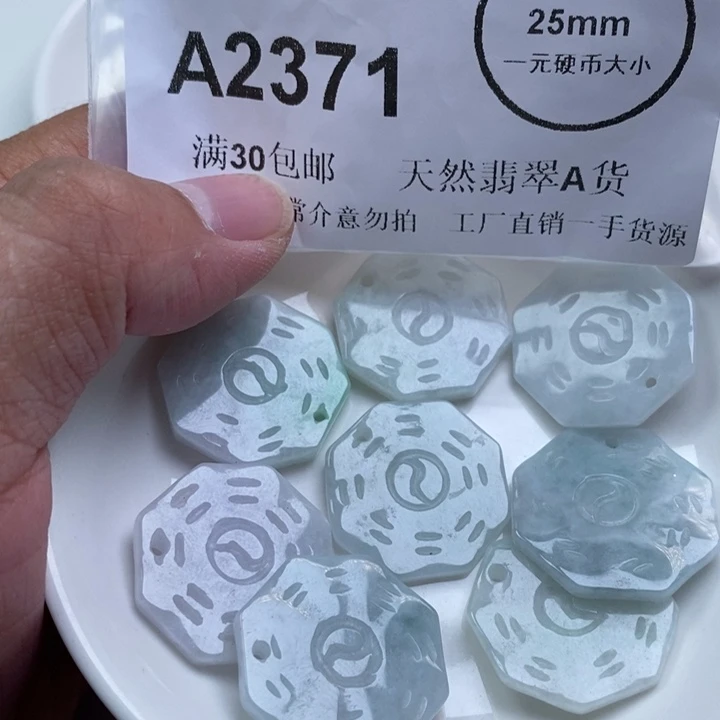 A2371
25mm
一元硬币大小
满30包邮 天然翡翠A货
常介意勿拍 工厂直销一手货源